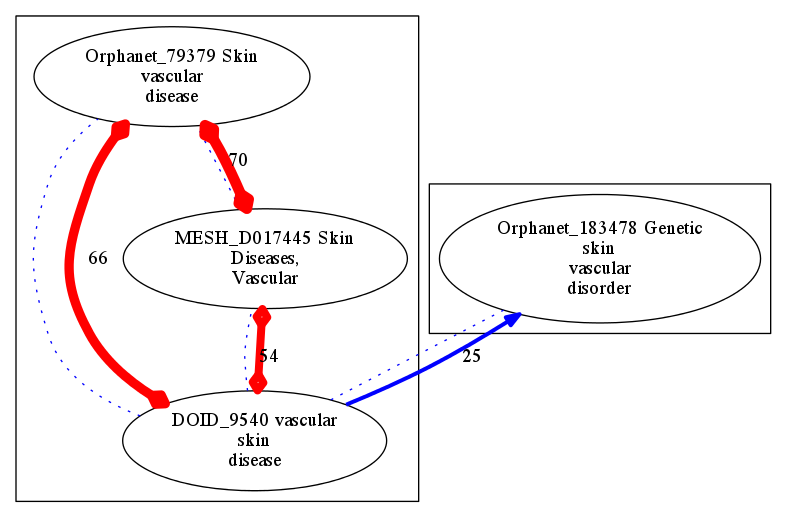 Orphanet_79379 Skin
vascular
disease
70
MESH_D017445 Skin
Diseases,
Vascular
66
Orphanet_183478 Genetic
skin
vascular
disorder
54
25
DOID_9540 vascular
skin
disease